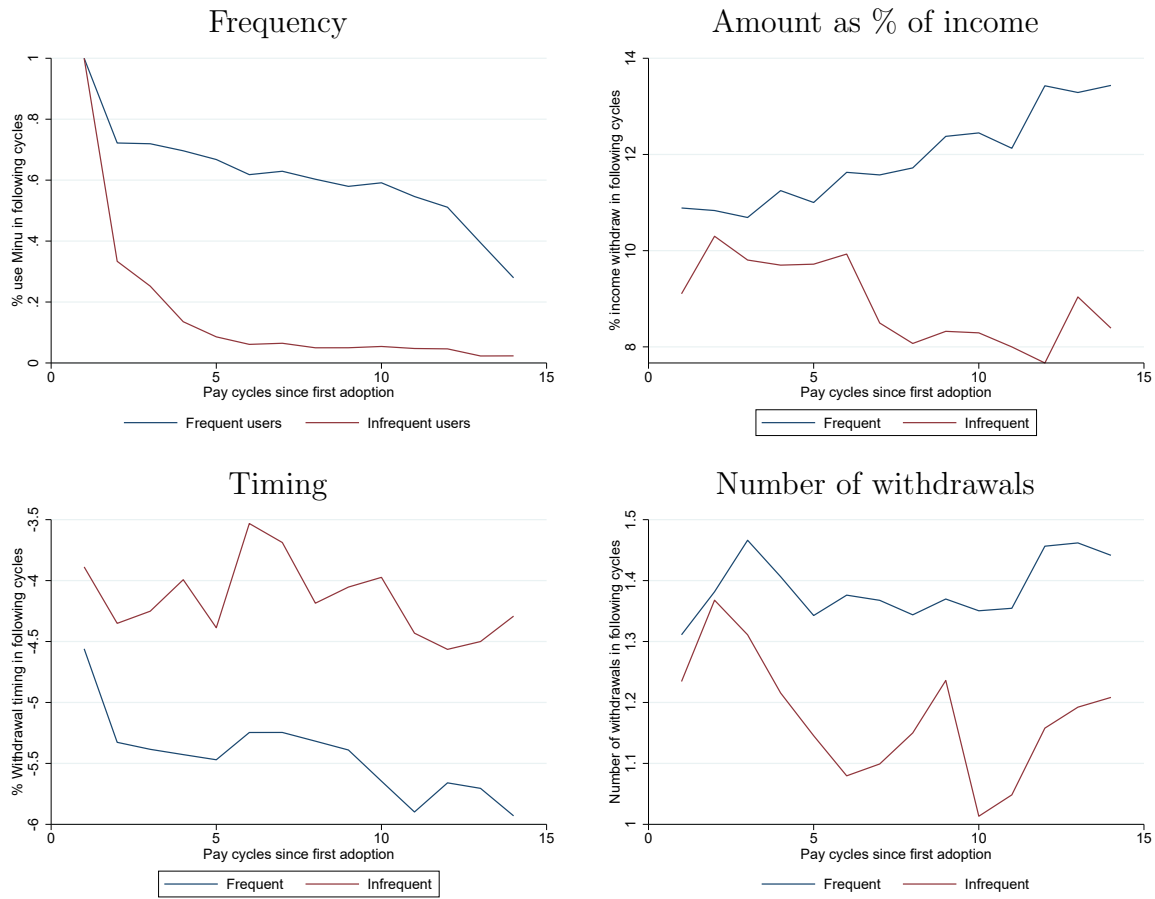 Frequency
% use Minu in following cycles
1
.8
.6
.4
.2
0
0 5 10 15
Pay cycles since first adoption
Frequent users Infrequent users
Amount as % of income
% income withdraw in following cycles
14
12
10
8
0 5 10 15
Pay cycles since first adoption
Frequent Infrequent
Timing
% Withdrawal timing in following cycles
-3.5
-4
-4.5
-5
-5.5
-6
0 5 10 15
Pay cycles since first adoption
Frequent Infrequent
Number of withdrawals
Number of withdrawals in following cycles
1.5
1.4
1.3
1.2
1.1
1
0 5 10 15
Pay cycles since first adoption
Frequent Infrequent